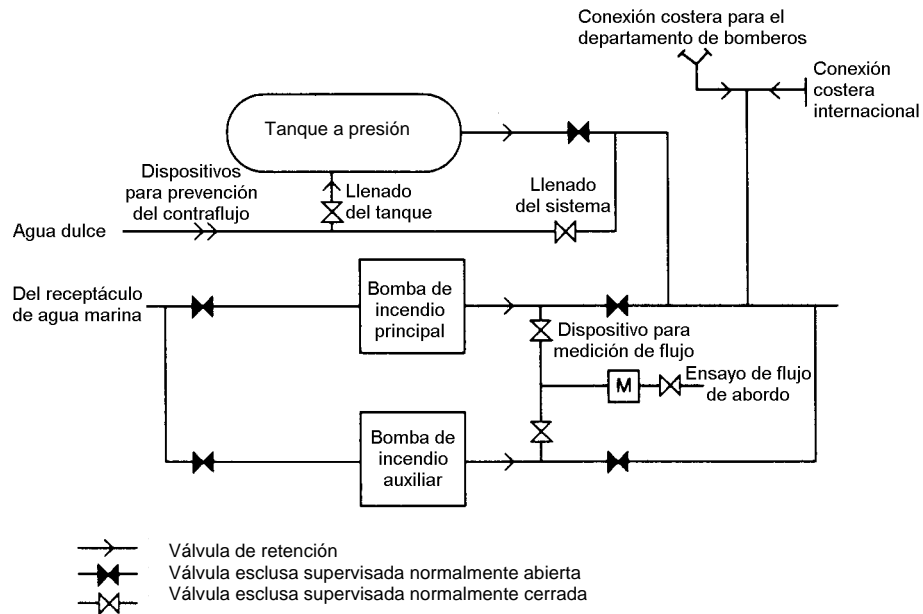 Conexión costera para el
departamento de bomberos
Conexión
costera
internacional
Tanque a presión
Dispositivos
para prevención
del contraflujo
Llenado
del tanque
Llenado
del sistema
Agua dulce
Del receptáculo
de agua marina
Bomba de
incendio
principal
Dispositivo para
medición de flujo
M
Ensayo de flujo
de abordo
Bomba de
incendio
auxiliar
Válvula de retención
Válvula esclusa supervisada normalmente abierta
Válvula esclusa supervisada normalmente cerrada